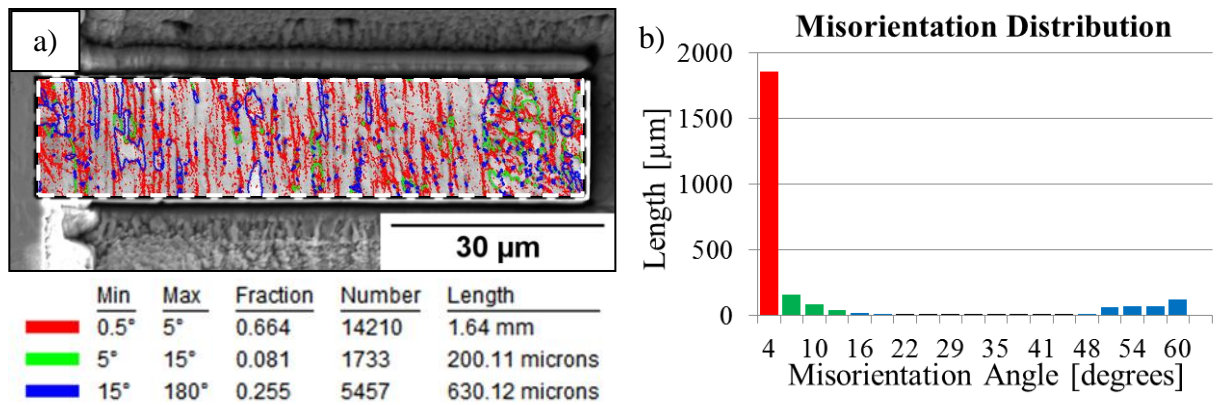 a)
30 µm
Min Max Fraction Number Length
0.5° 5° 0.664 14210 1.64 mm
5° 15° 0.081 1733 200.11 microns
15° 180° 0.255 5457 630.12 microns
b)
Misorientation Distribution
Length [µm]
2000
1500
1000
500
0
4 10 16 22 29 35 41 48 54 60
Misorientation Angle [degrees]